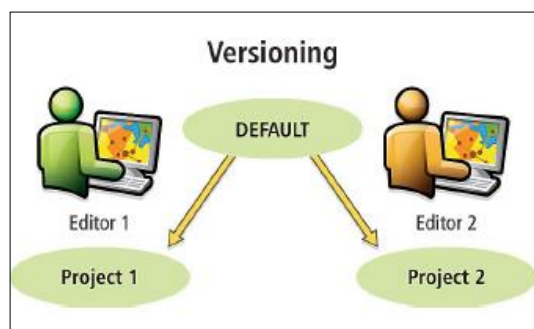 Versioning
DEFAULT
Editor 1
Editor 2
Project 1
Project 2